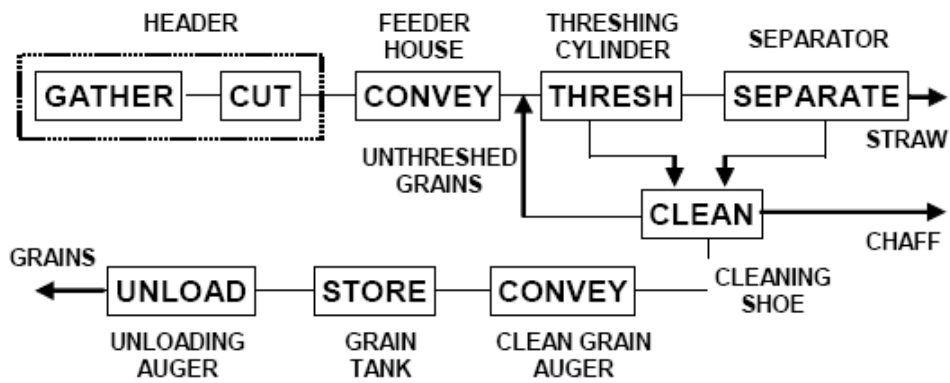 HEADER
FEEDER
HOUSE
THRESHING
CYLINDER
SEPARATOR
GATHER
CUT
CONVEY
THRESH
SEPARATE
STRAW
UNTHRESHED
GRAINS
CLEAN
CHAFF
CLEANING
SHOE
GRAINS
UNLOAD
STORE
CONVEY
UNLOADING
AUGER
GRAIN
TANK
CLEAN GRAIN
AUGER